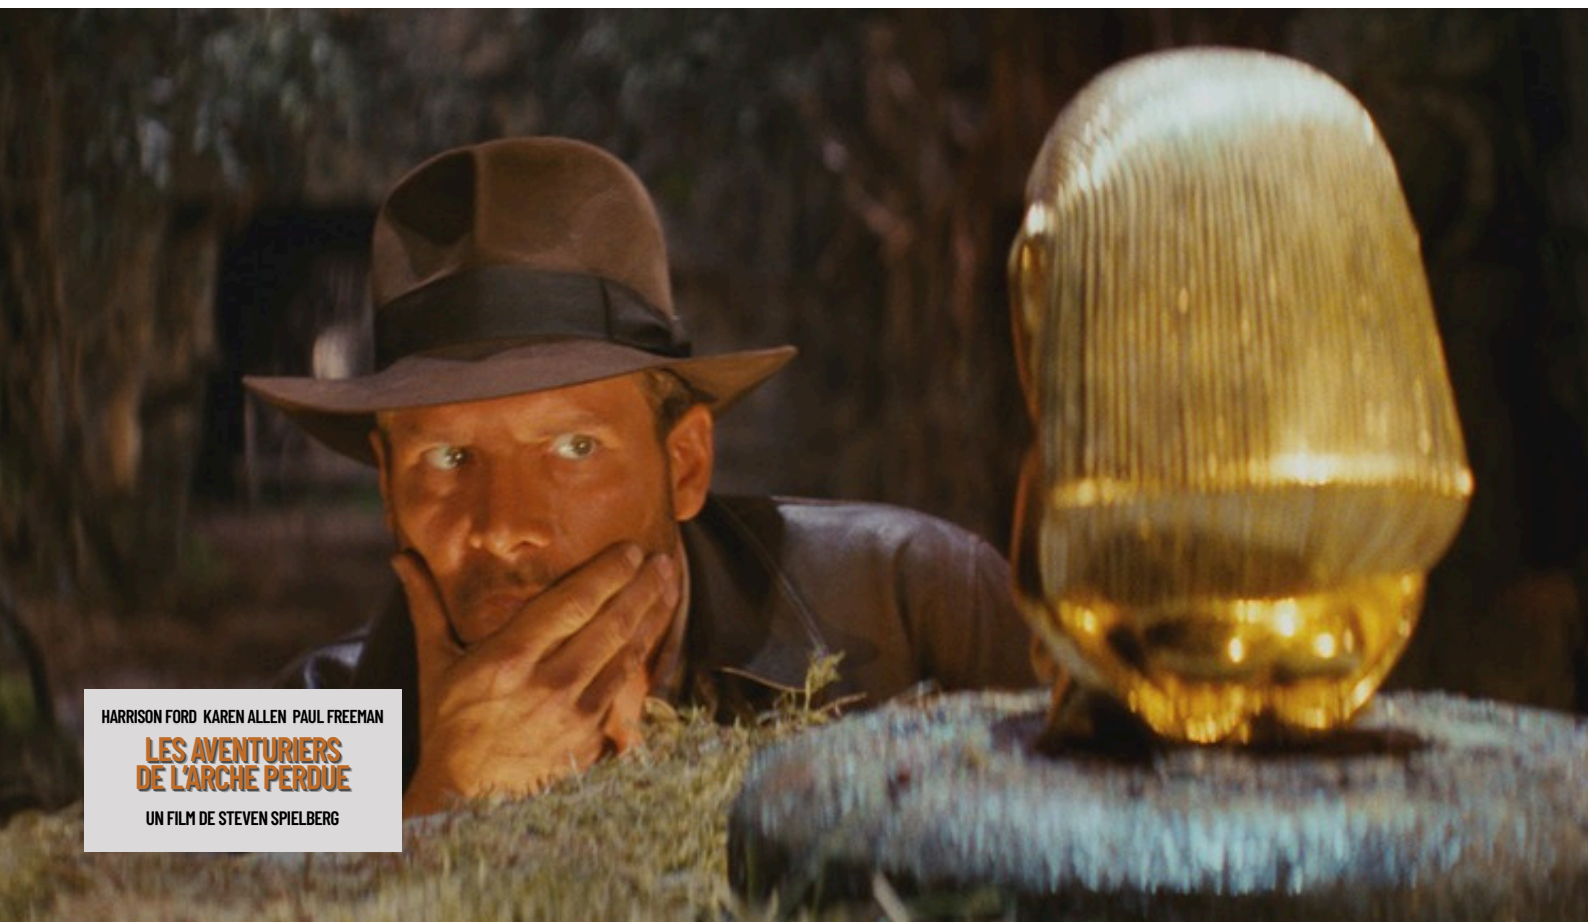 HARRISON FORD KAREN ALLEN PAUL FREEMAN
LES AVENTURIERS
DE L'ARCHE PERDUE
UN FILM DE STEVEN SPIELBERG